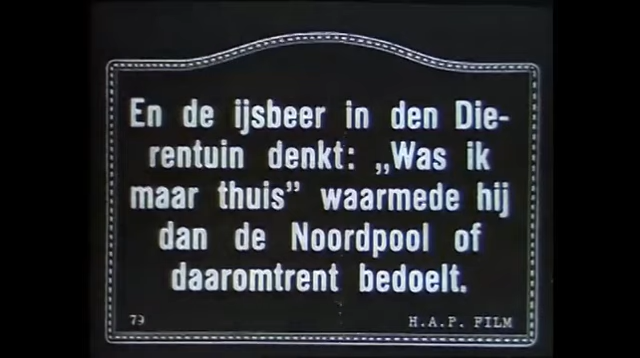 En de ijsbeer in den Die-
rentuin denkt: „Was ik
maar thuis” waarmede hij
dan de Noordpool of
daaromtrent bedoelt.
79 H.A.P. FILM